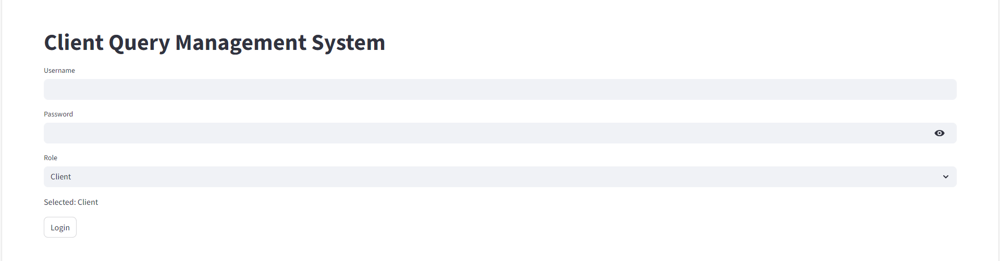 Client Query Management System
Username
Password
Role
Client
Selected: Client
Login